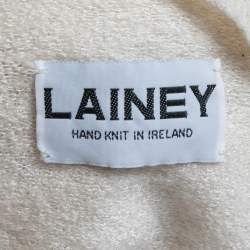 LAINEY
HAND KNIT IN IRELAND